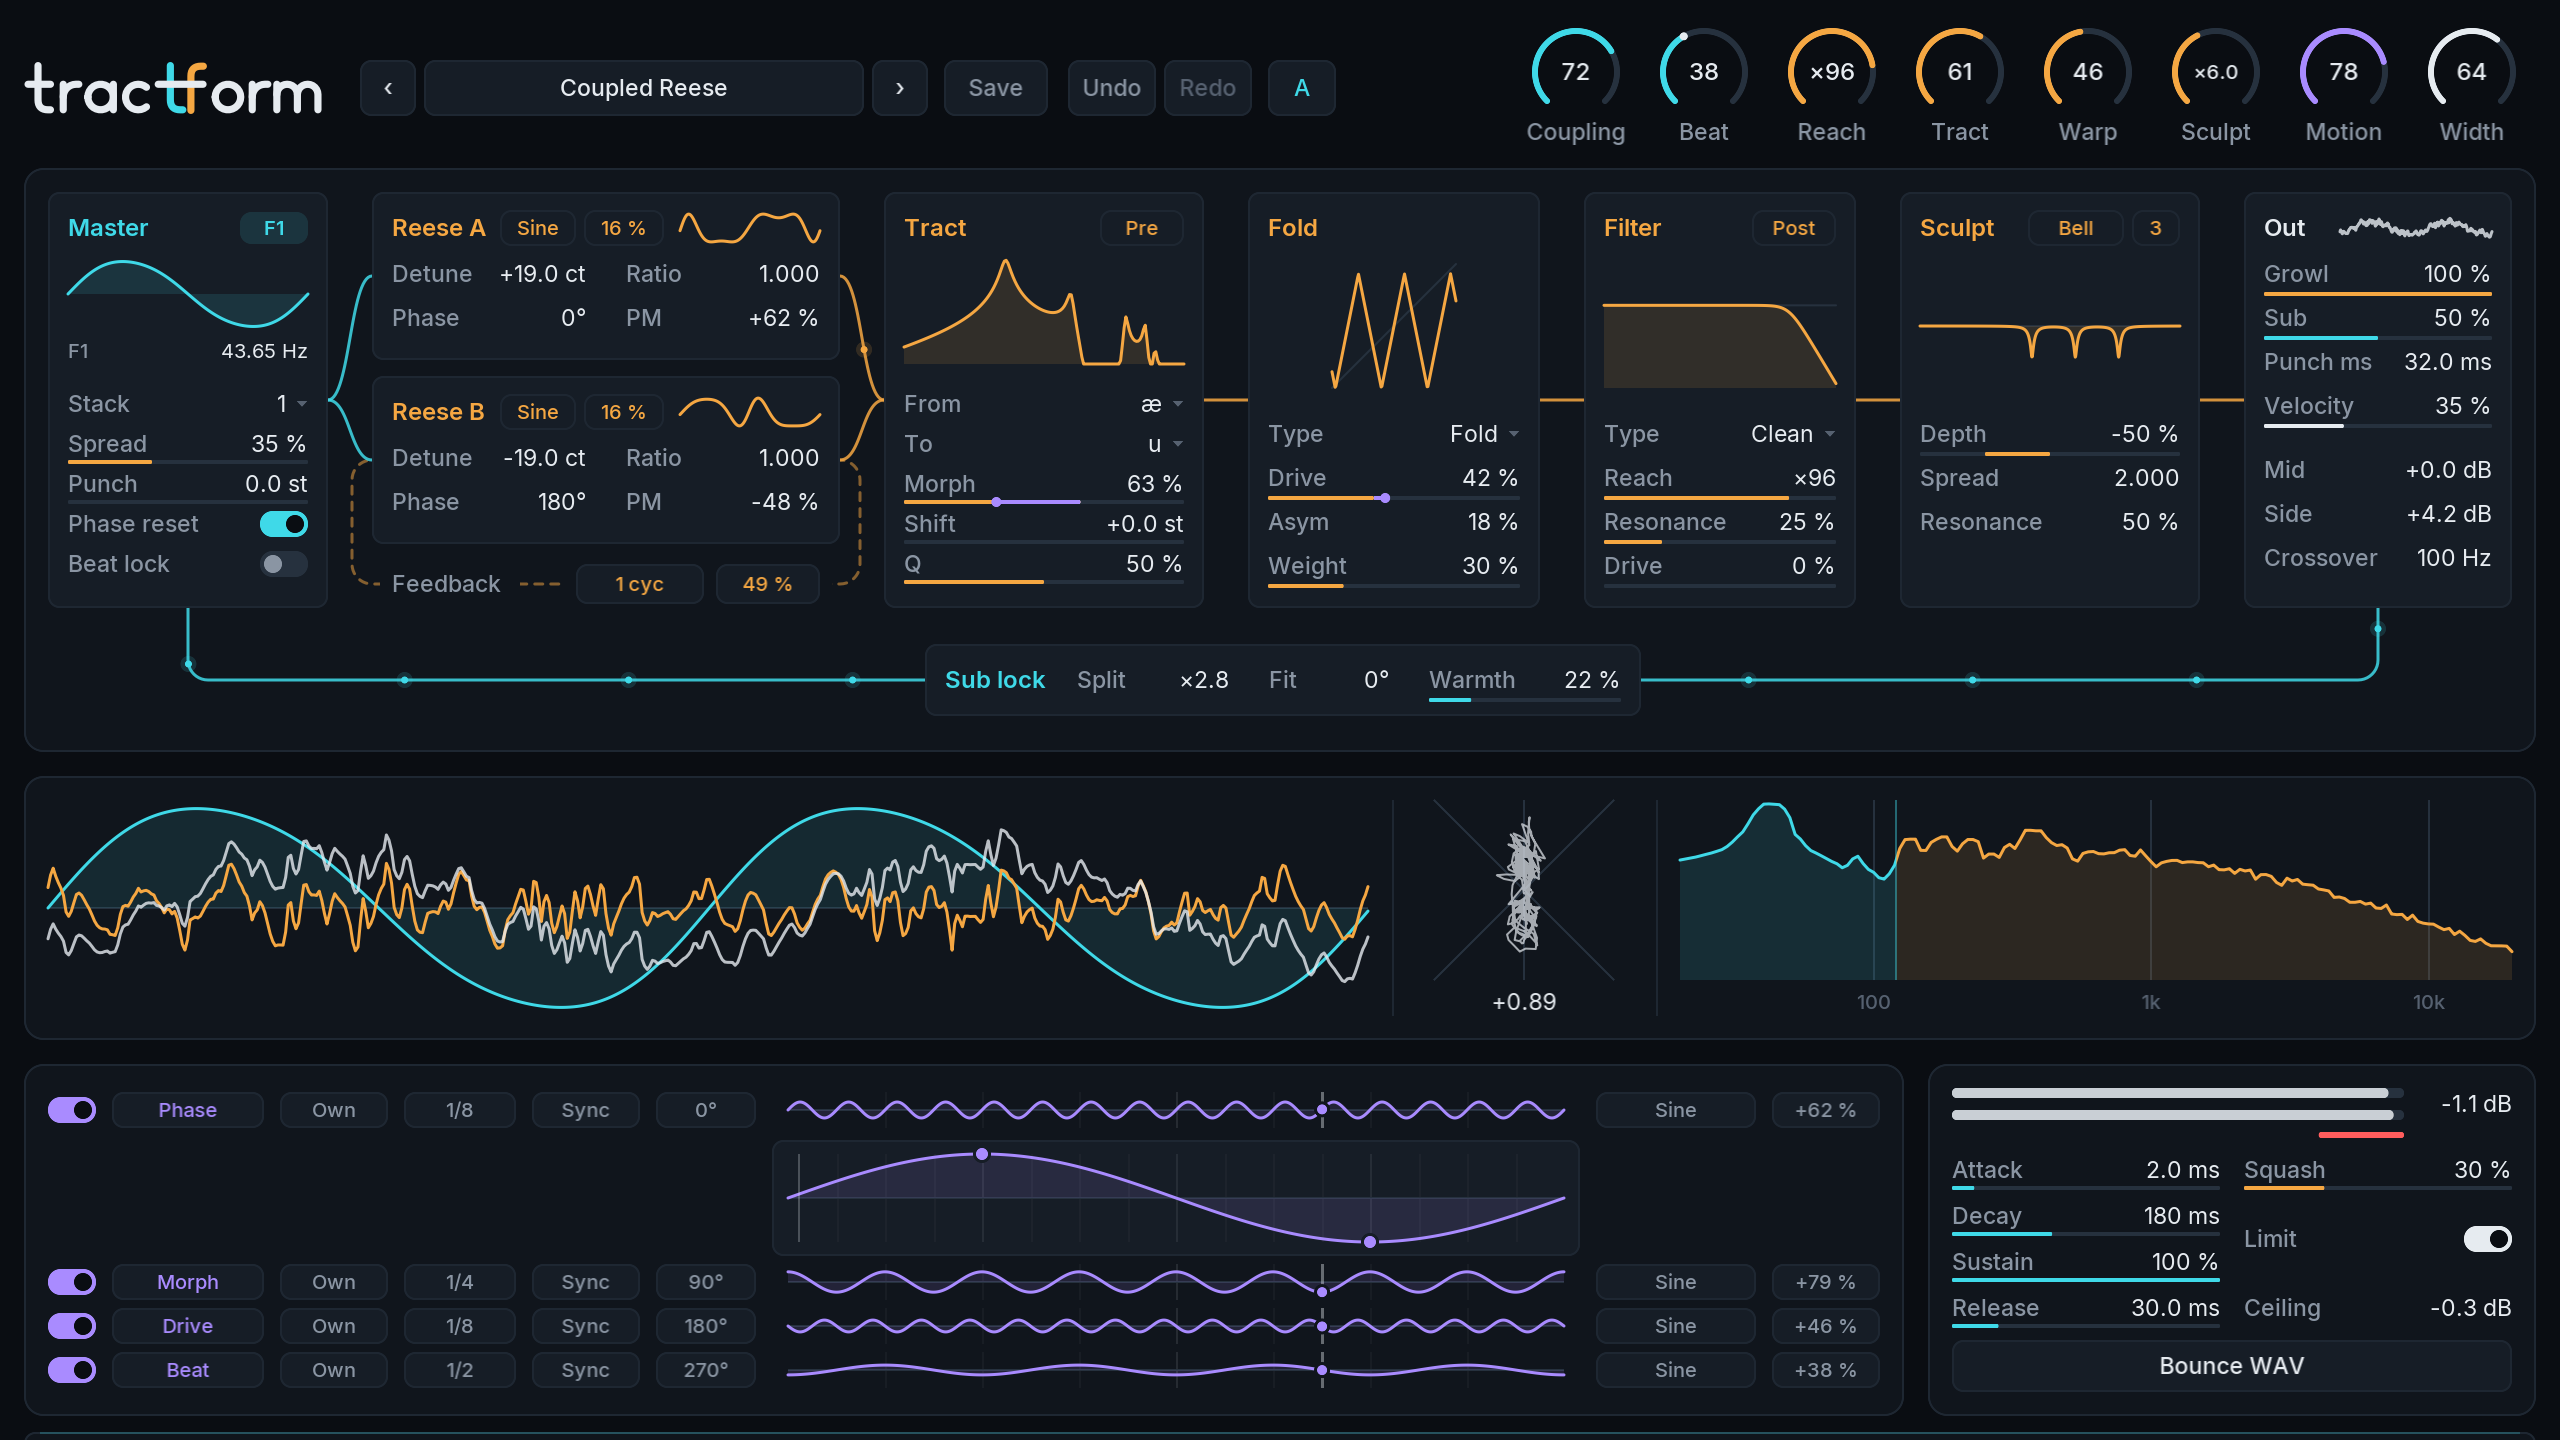 tractform
‹ Coupled Reese › Save Undo Redo A
72 38 ×96 61 46 ×6.0 78 64
Coupling Beat Reach Tract Warp Sculpt Motion Width
Master F1
F1 43.65 Hz
Stack 1
Spread 35 %
Punch 0.0 st
Phase reset
Beat lock
Reese A Sine 16 %
Detune +19.0 ct Ratio 1.000
Phase 0° PM +62 %
Reese B Sine 16 %
Detune -19.0 ct Ratio 1.000
Phase 180° PM -48 %
Feedback 1 cyc 49 %
Tract Pre
From æ
To u
Morph 63 %
Shift +0.0 st
Q 50 %
Fold
Type Fold
Drive 42 %
Asym 18 %
Weight 30 %
Filter Post
Type Clean
Reach ×96
Resonance 25 %
Drive 0 %
Sculpt Bell 3
Depth -50 %
Spread 2.000
Resonance 50 %
Out
Growl 100 %
Sub 50 %
Punch ms 32.0 ms
Velocity 35 %
Mid +0.0 dB
Side +4.2 dB
Crossover 100 Hz
Sub lock Split ×2.8 Fit 0° Warmth 22 %
+0.89
100 1k 10k
Phase Own 1/8 Sync 0° Sine +62 %
Morph Own 1/4 Sync 90° Sine +79 %
Drive Own 1/8 Sync 180° Sine +46 %
Beat Own 1/2 Sync 270° Sine +38 %
-1.1 dB
Attack 2.0 ms Squash 30 %
Decay 180 ms
Limit
Sustain 100 %
Release 30.0 ms Ceiling -0.3 dB
Bounce WAV